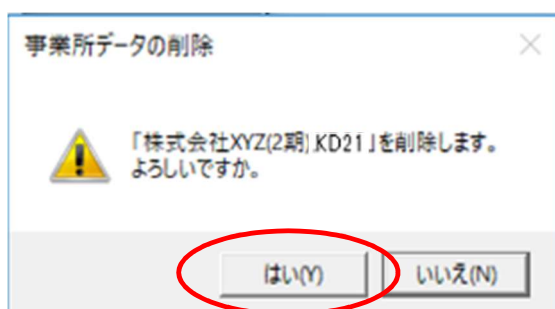 事業所データの削除
「株式会社XYZ(2期).KD21」を削除します。
よろしいですか。
はい(Y)
いいえ(N)